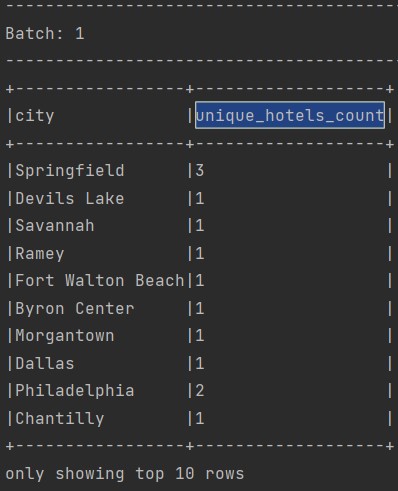 -------------------------------------------
Batch: 1
-------------------------------------------
+-----------------+-------------------+
|city             |unique_hotels_count|
+-----------------+-------------------+
|Springfield      |3                  |
|Devils Lake      |1                  |
|Savannah         |1                  |
|Ramey            |1                  |
|Fort Walton Beach|1                  |
|Byron Center     |1                  |
|Morgantown       |1                  |
|Dallas           |1                  |
|Philadelphia     |2                  |
|Chantilly        |1                  |
+-----------------+-------------------+
only showing top 10 rows